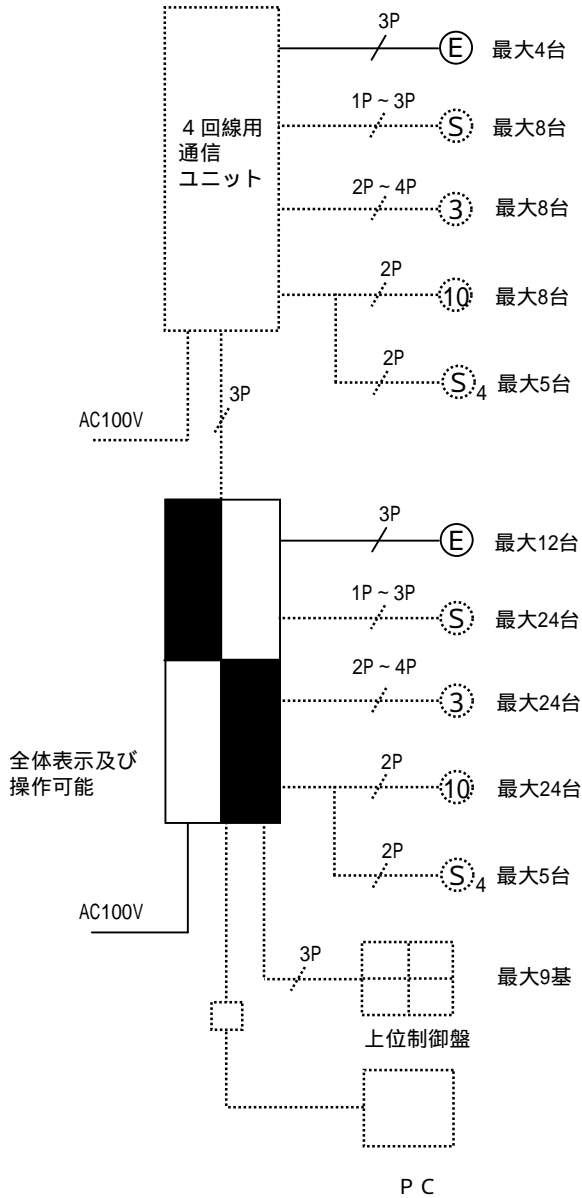 3P
E 最大4台
1P ~ 3P
S 最大8台
4回線用
通信
ユニット
2P ~ 4P
3 最大8台
2P
10 最大8台
2P
S4 最大5台
3P
AC100V
3P
E 最大12台
1P ~ 3P
S 最大24台
2P ~ 4P
3 最大24台
全体表示及び
操作可能
2P
10 最大24台
2P
S4 最大5台
AC100V
3P
最大9基
上位制御盤
PC